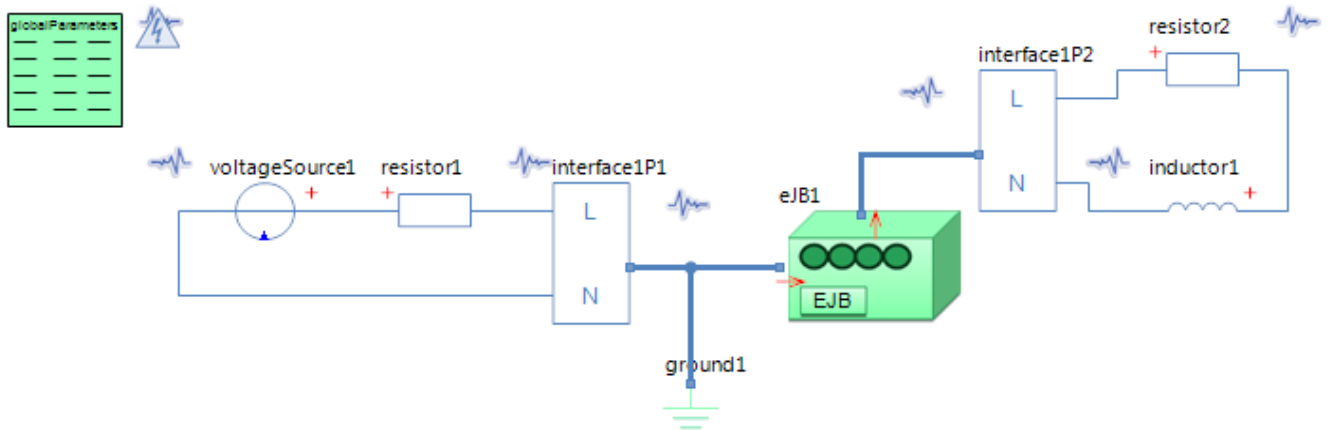 globalParameters
resistor2
interface1P2
L
N
inductor1
voltageSource1
resistor1
interface1P1
L
N
eJB1
EJB
ground1